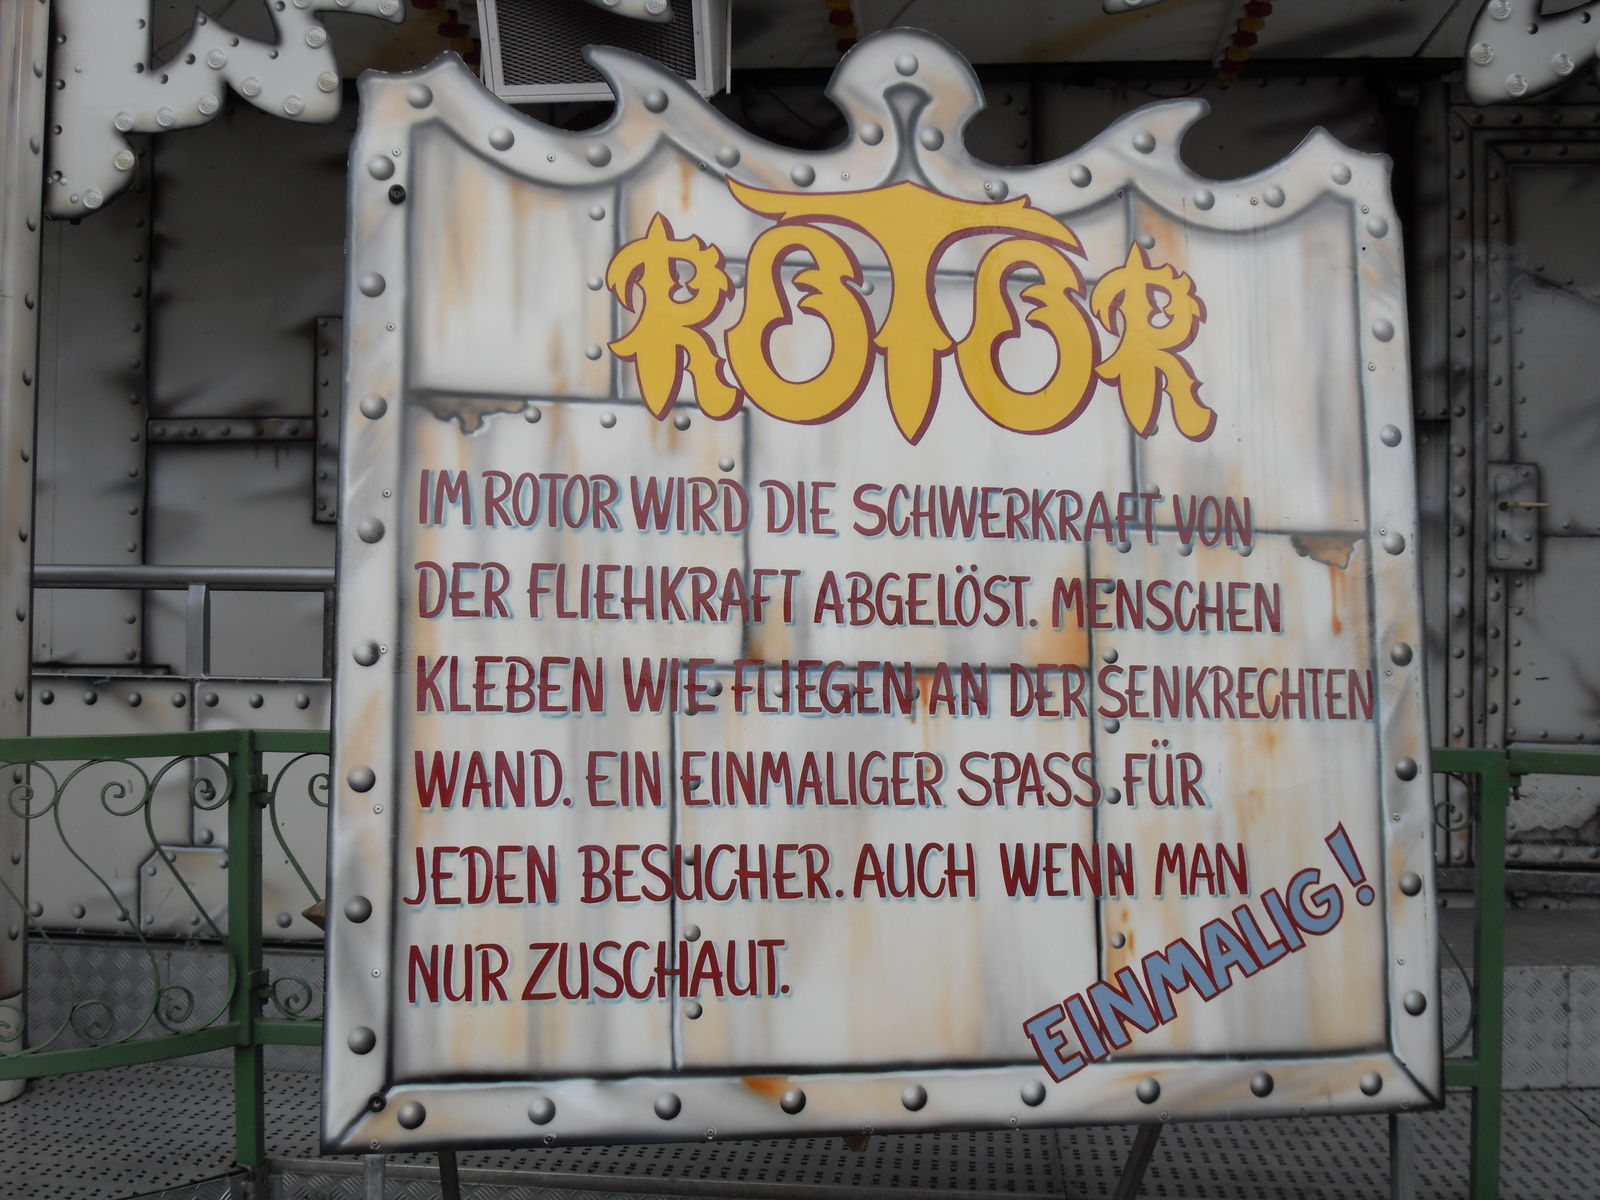 ROTOR
IM ROTOR WIRD DIE SCHWERKRAFT VON
DER FLIEHKRAFT ABGELÖST. MENSCHEN
KLEBEN WIE FLIEGEN AN DER SENKRECHTEN
WAND. EIN EINMALIGER SPASS FÜR
JEDEN BESUCHER. AUCH WENN MAN
NUR ZUSCHAUT.
EINMALIG!